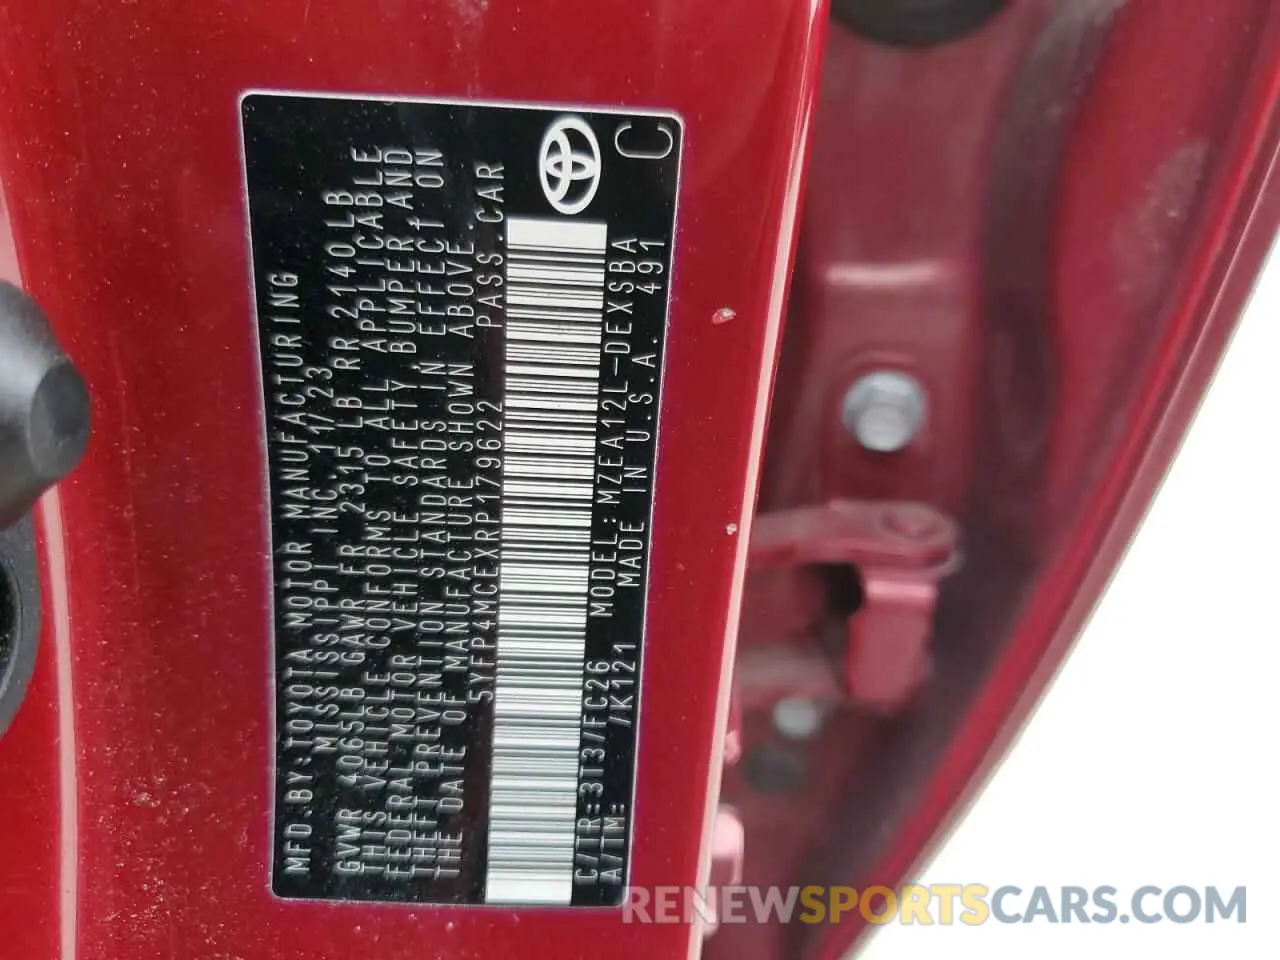 MFD BY:TOYOTA MOTOR MANUFACTURING
MISSISSIPPI INC. 11/23
GVWR 4065LB GAWR FR 2315 LB RR 2140LB
THIS VEHICLE CONFORMS TO ALL APPLICABLE
FEDERAL MOTOR VEHICLE SAFETY, BUMPER, AND
THEFT PREVENTION STANDARDS IN EFFECT ON
THE DATE OF MANUFACTURE SHOWN ABOVE.
5YFP4MCEXRP179622 PASS.CAR
C/TR:3T3/FC26 MODEL:MZEA12L-DEXSBA
A/TM: /K121 MADE IN U.S.A. 491
C
RENEWSPORTSCARS.COM